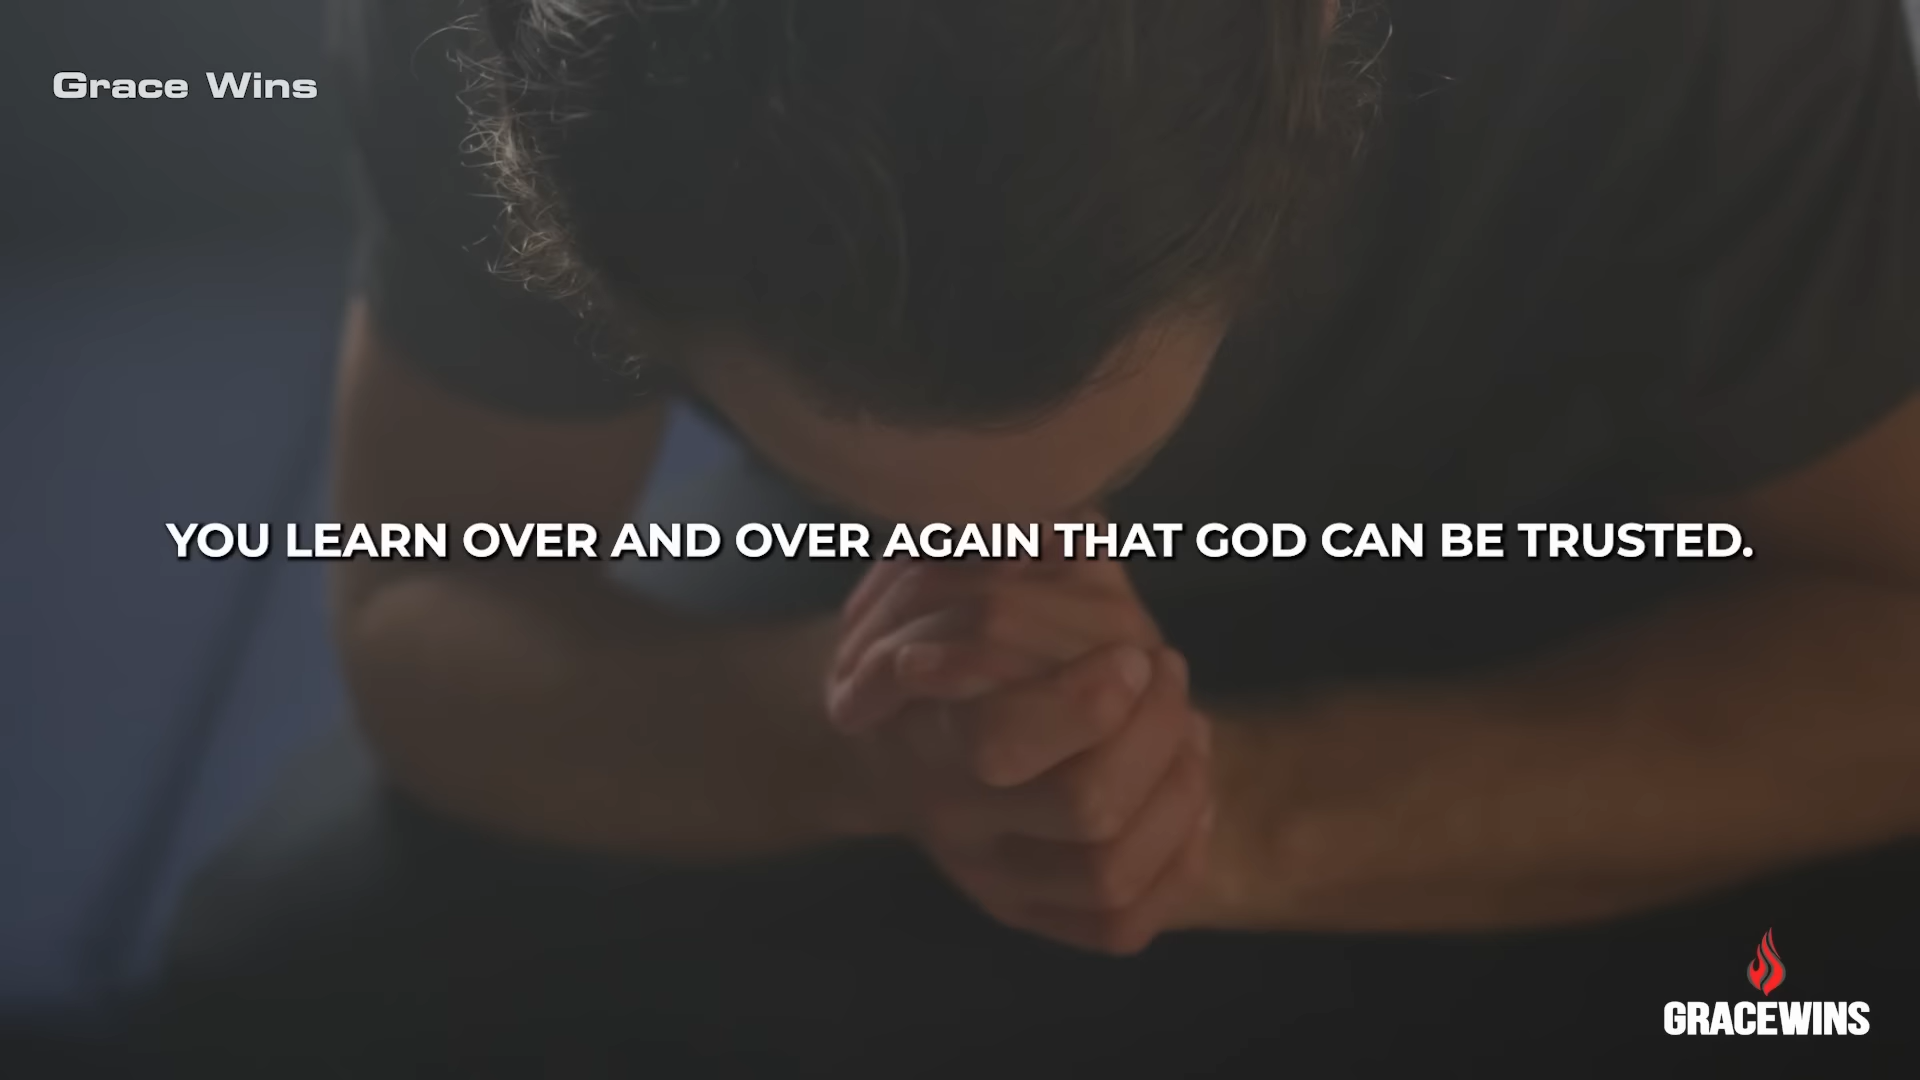 Grace Wins
YOU LEARN OVER AND OVER AGAIN THAT GOD CAN BE TRUSTED.
GRACEWINS